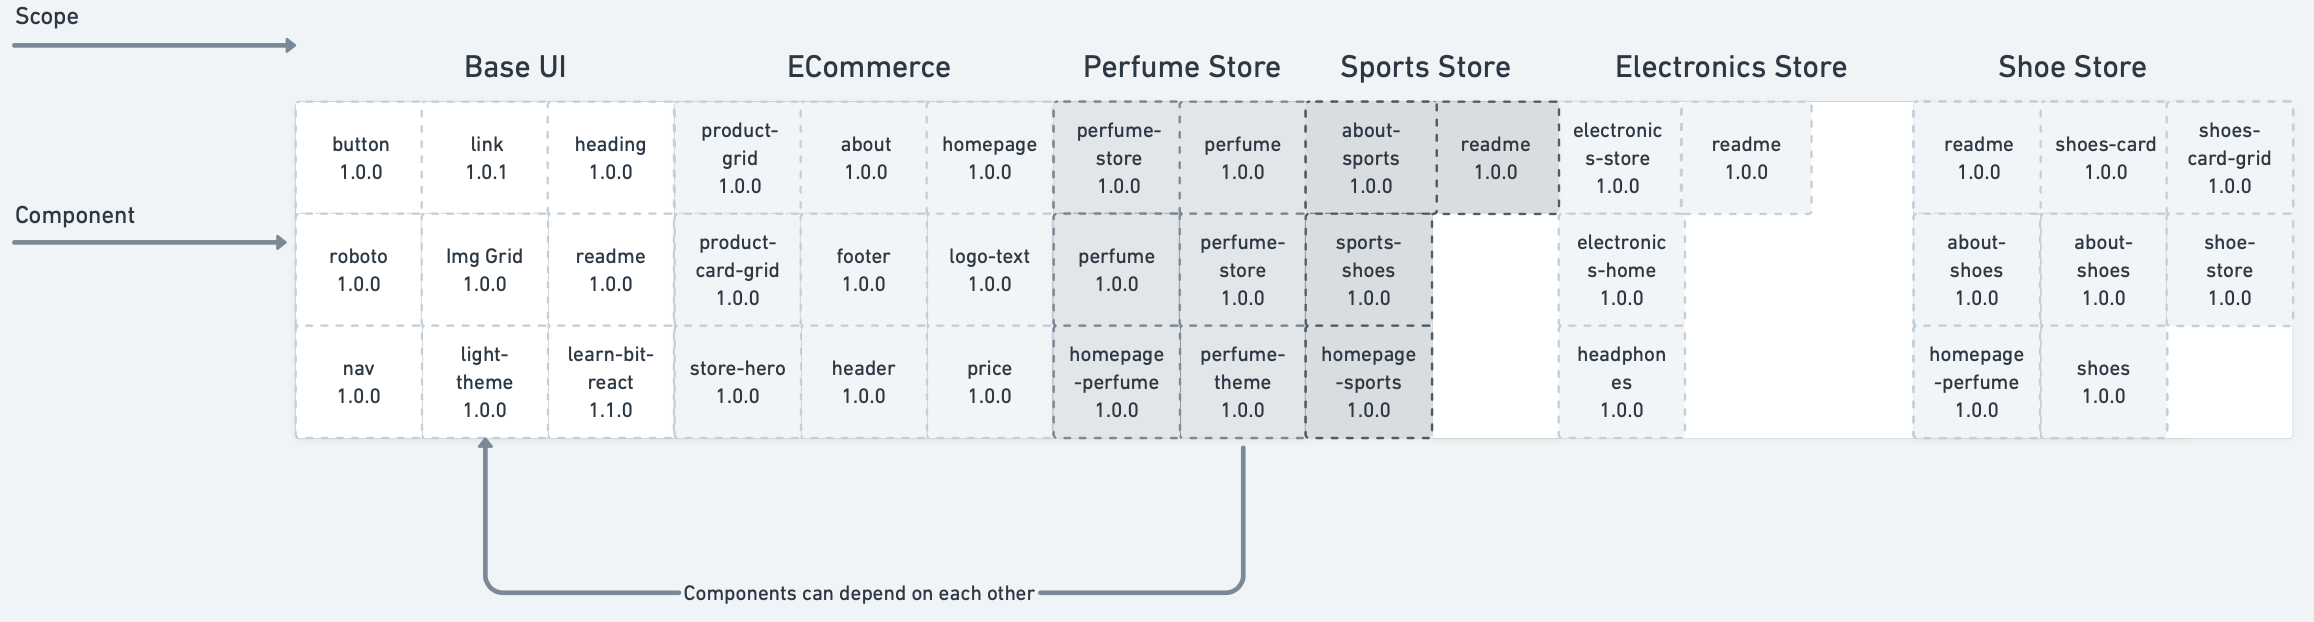 Scope
Base UI
ECommerce
Perfume Store
Sports Store
Electronics Store
Shoe Store
Component
button
1.0.0
link
1.0.1
heading
1.0.0
product-
grid
1.0.0
about
1.0.0
homepage
1.0.0
perfume-
store
1.0.0
perfume
1.0.0
about-
sports
1.0.0
readme
1.0.0
electronic
s-store
1.0.0
readme
1.0.0
readme
1.0.0
shoes-card
1.0.0
shoes-
card-grid
1.0.0
roboto
1.0.0
Img Grid
1.0.0
readme
1.0.0
product-
card-grid
1.0.0
footer
1.0.0
logo-text
1.0.0
perfume
1.0.0
perfume-
store
1.0.0
sports-
shoes
1.0.0
electronic
s-home
1.0.0
about-
shoes
1.0.0
about-
shoes
1.0.0
shoe-
store
1.0.0
nav
1.0.0
light-
theme
1.0.0
learn-bit-
react
1.1.0
store-hero
1.0.0
header
1.0.0
price
1.0.0
homepage
-perfume
1.0.0
perfume-
theme
1.0.0
homepage
-sports
1.0.0
headphon
es
1.0.0
homepage
-perfume
1.0.0
shoes
1.0.0
Components can depend on each other